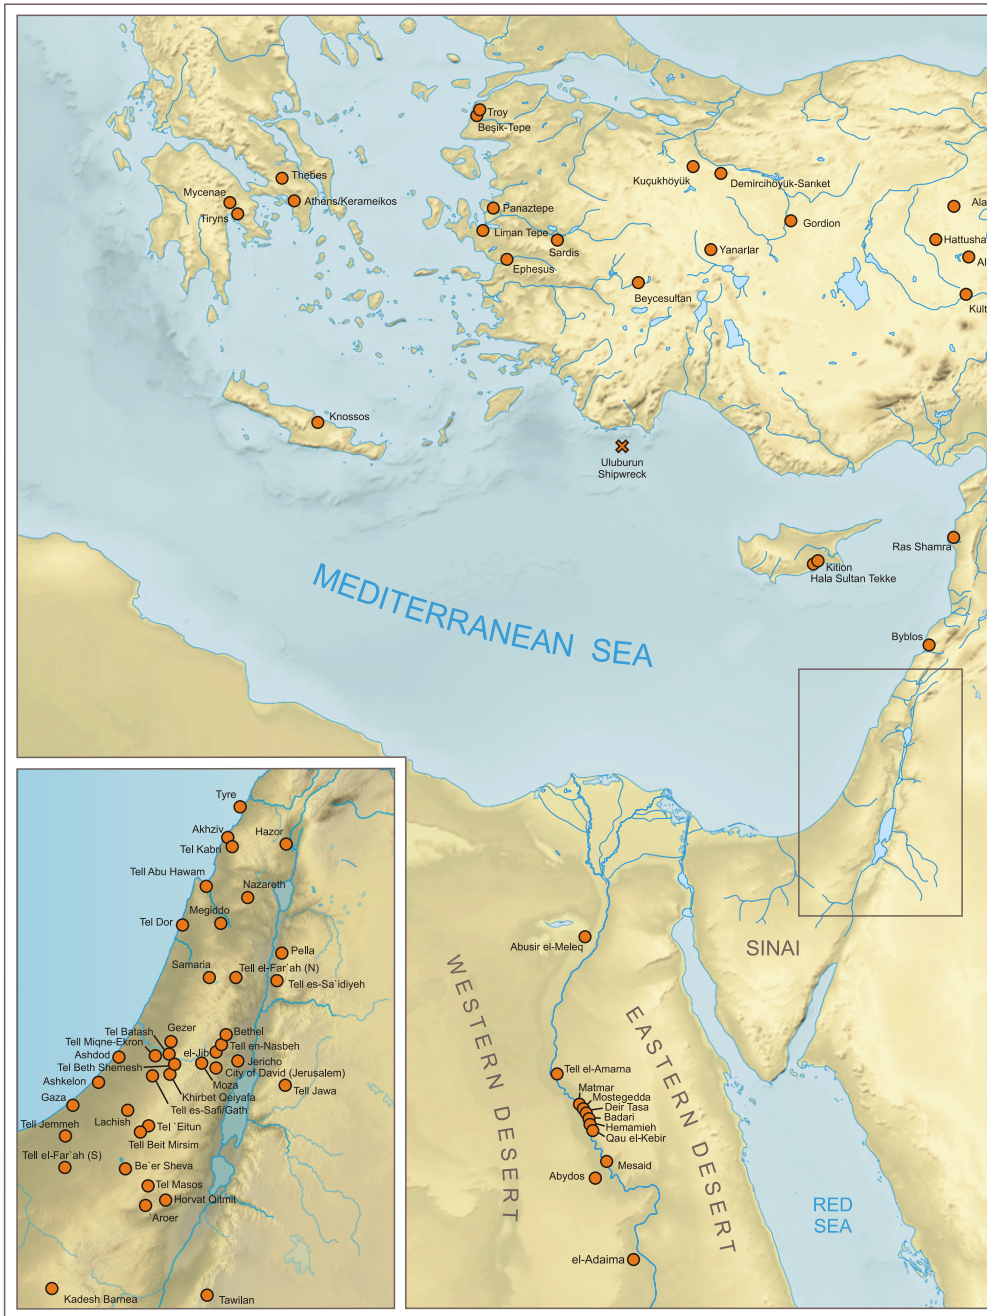 Troy
Beşik-Tepe
Kuçukhöyük
Demircihöyük-Sarıket
Thebes
Mycenae
Athens/Kerameikos
Tiryns
Panaztepe
Ala
Gordion
Liman Tepe
Sardis
Yanarlar
Hattusha
Al
Ephesus
Beycesultan
Kült
Knossos
Uluburun
Shipwreck
Ras Shamra
Kition
Hala Sultan Tekke
MEDITERRANEAN SEA
Byblos
Tyre
Akhziv
Hazor
Tel Kabri
Tell Abu Hawam
Nazareth
Megiddo
Tel Dor
Pella
Samaria
Tell el-Far`ah (N)
Tell es-Sa`idiyeh
Tel Batash
Gezer
Bethel
Tell Miqne-Ekron
el-Jib
Tell en-Nasbeh
Ashdod
Jericho
Tel Beth Shemesh
City of David (Jerusalem)
Ashkelon
Moza
Tell Jawa
Khirbet Qeiyafa
Gaza
Tell es-Safi/Gath
Lachish
Tell Jemmeh
Tel `Eitun
Tell Beit Mirsim
Tell el-Far`ah (S)
Be`er Sheva
Tel Masos
Horvat Qitmit
Aroer
Kadesh Barnea
Tawilan
Abusir el-Meleq
SINAI
WESTERN DESERT
EASTERN DESERT
Tell el-Amarna
Matmar
Mostegedda
Deir Tasa
Badari
Hemamieh
Qau el-Kebir
Mesaid
Abydos
RED
SEA
el-Adaima